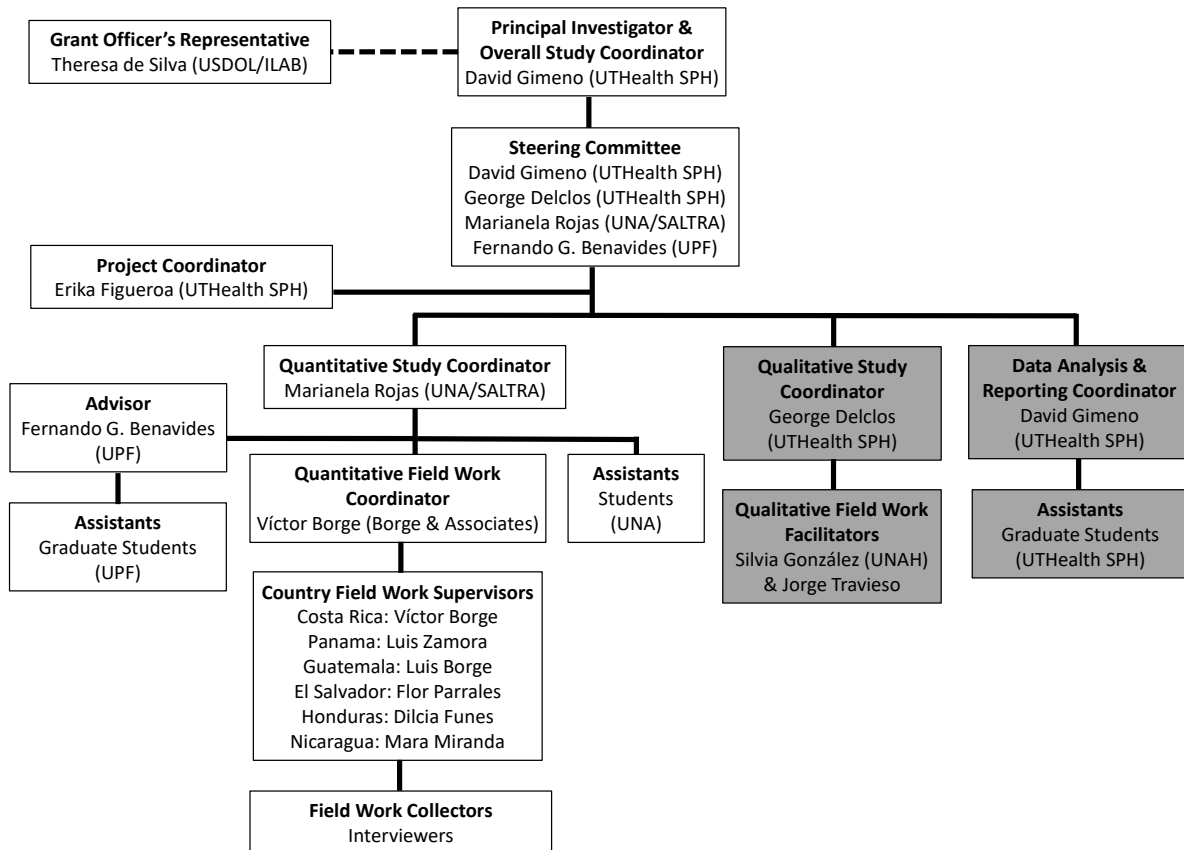 Grant Officer's Representative
Theresa de Silva (USDOL/ILAB)
Principal Investigator &
Overall Study Coordinator
David Gimeno (UTHealth SPH)
Steering Committee
David Gimeno (UTHealth SPH)
George Delclos (UTHealth SPH)
Marianela Rojas (UNA/SALTRA)
Fernando G. Benavides (UPF)
Project Coordinator
Erika Figueroa (UTHealth SPH)
Quantitative Study Coordinator
Marianela Rojas (UNA/SALTRA)
Qualitative Study
Coordinator
George Delclos
(UTHealth SPH)
Data Analysis &
Reporting Coordinator
David Gimeno
(UTHealth SPH)
Advisor
Fernando G. Benavides
(UPF)
Quantitative Field Work
Coordinator
Víctor Borge (Borge & Associates)
Assistants
Students
(UNA)
Qualitative Field Work
Facilitators
Silvia González (UNAH)
& Jorge Travieso
Assistants
Graduate Students
(UTHealth SPH)
Assistants
Graduate Students
(UPF)
Country Field Work Supervisors
Costa Rica: Víctor Borge
Panama: Luis Zamora
Guatemala: Luis Borge
El Salvador: Flor Parrales
Honduras: Dilcia Funes
Nicaragua: Mara Miranda
Field Work Collectors
Interviewers